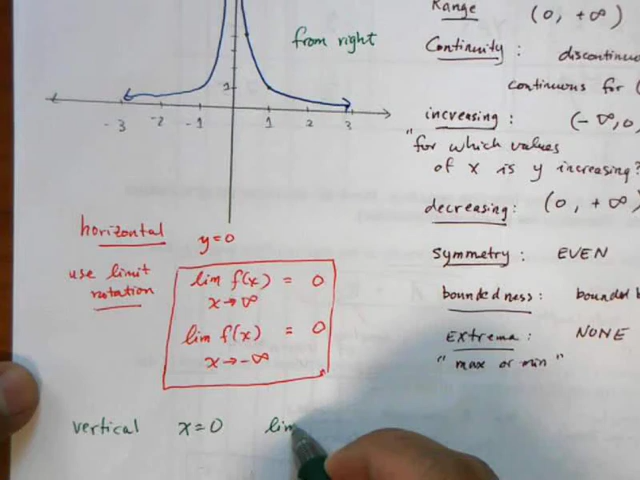 from right
1
-3 -2 -1 1 2 3
horizontal y=0
use limit
notation
lim f(x) = 0
x→∞
lim f(x) = 0
x→-∞
vertical x=0 lim
Range (0, +∞)
Continuity: discontinuo
continuous for (
increasing: (-∞,0
"for which values
of x is y increasing?
decreasing: (0, +∞)
Symmetry: EVEN
boundedness: bounded b
Extrema: NONE
"max or min"